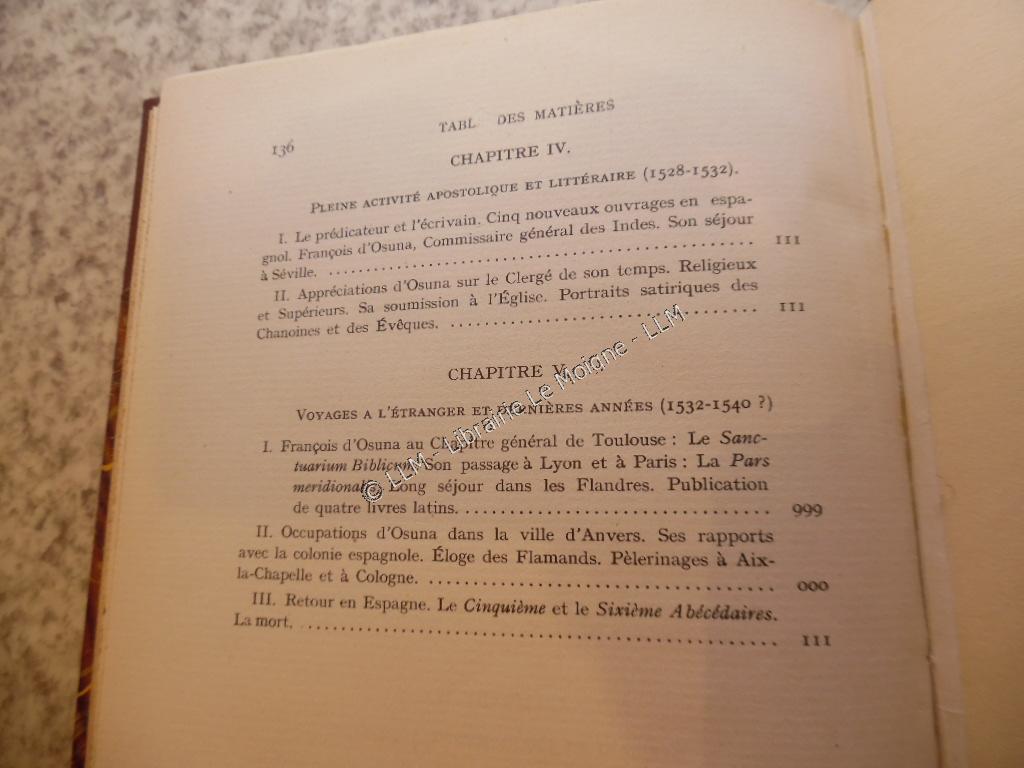 136
TABL DES MATIÈRES
CHAPITRE IV.
PLEINE ACTIVITÉ APOSTOLIQUE ET LITTÉRAIRE (1528-1532).
I. Le prédicateur et l'écrivain. Cinq nouveaux ouvrages en espa-
gnol. François d'Osuna, Commissaire général des Indes. Son séjour
à Séville. ................................................ III
II. Appréciations d'Osuna sur le Clergé de son temps. Religieux
et Supérieurs. Sa soumission à l'Église. Portraits satiriques des
Chanoines et des Évêques. .................................. III
CHAPITRE V.
VOYAGES A L'ÉTRANGER ET DERNIÈRES ANNÉES (1532-1540 ?)
I. François d'Osuna au Chapitre général de Toulouse : Le Sanc-
tuarium Biblicum. Son passage à Lyon et à Paris : La Pars
meridionalis. Long séjour dans les Flandres. Publication
de quatre livres latins. ................................ 999
II. Occupations d'Osuna dans la ville d'Anvers. Ses rapports
avec la colonie espagnole. Éloge des Flamands. Pèlerinages à Aix-
la-Chapelle et à Cologne. .................................. 000
III. Retour en Espagne. Le Cinquième et le Sixième Abécédaires.
La mort. .................................................. III
© LLM - Librairie Le Moigne - LLM